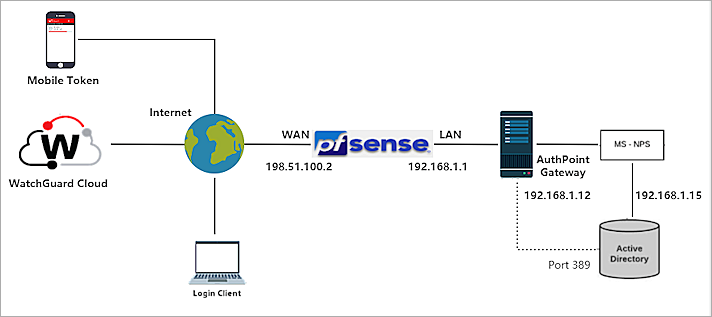 Mobile Token
Internet
W
WatchGuard Cloud
WAN
pfsense
LAN
198.51.100.2
192.168.1.1
AuthPoint
Gateway
MS - NPS
192.168.1.12
192.168.1.15
Active
Directory
Port 389
Login Client